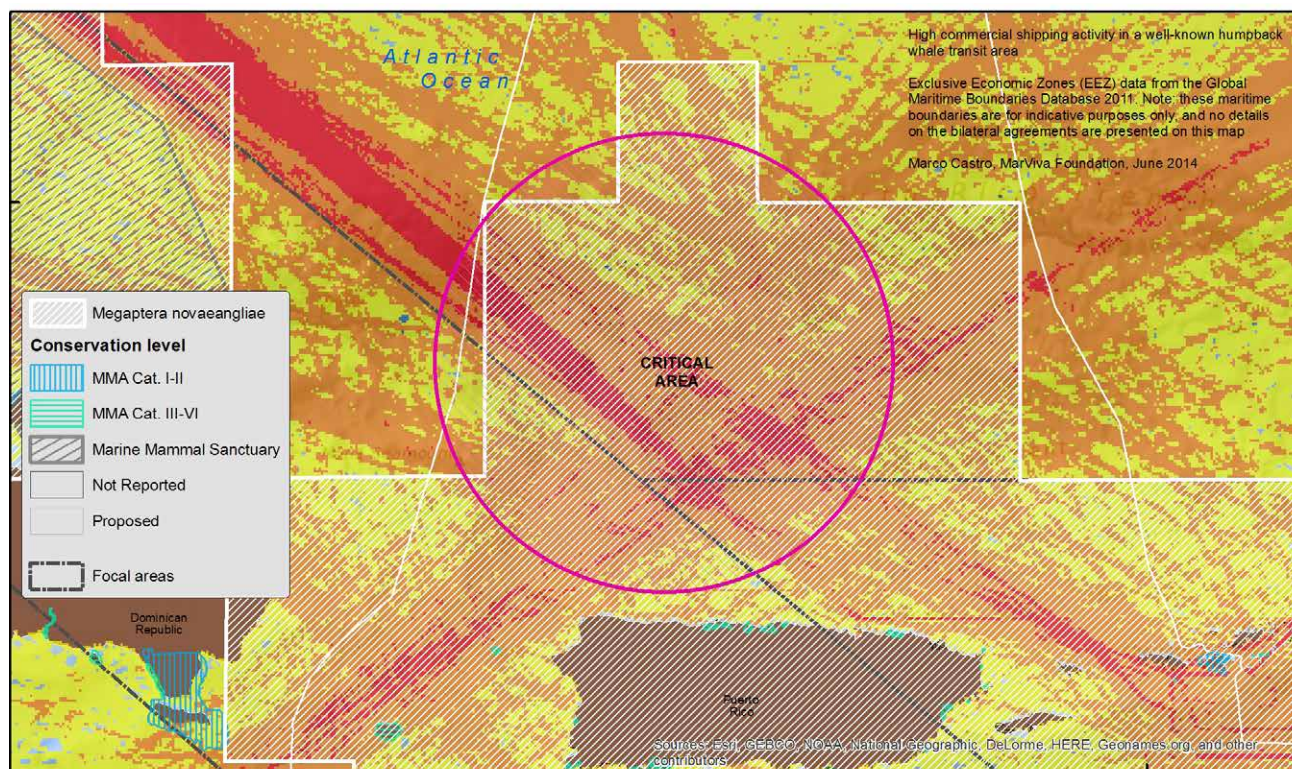 Atlantic
Ocean
High commercial shipping activity in a well-known humpback
whale transit area
Exclusive Economic Zones (EEZ) data from the Global
Maritime Boundaries Database 2011. Note: these maritime
boundaries are for indicative purposes only, and no details
on the bilateral agreements are presented on this map
Marco Castro, MarViva Foundation, June 2014
CRITICAL
AREA
Megaptera novaeangliae
Conservation level
MMA Cat. I-II
MMA Cat. III-VI
Marine Mammal Sanctuary
Not Reported
Proposed
Focal areas
Dominican
Republic
Puerto
Rico
Sources: Esri, GEBCO, NOAA, National Geographic, DeLorme, HERE, Geonames.org, and other
contributors